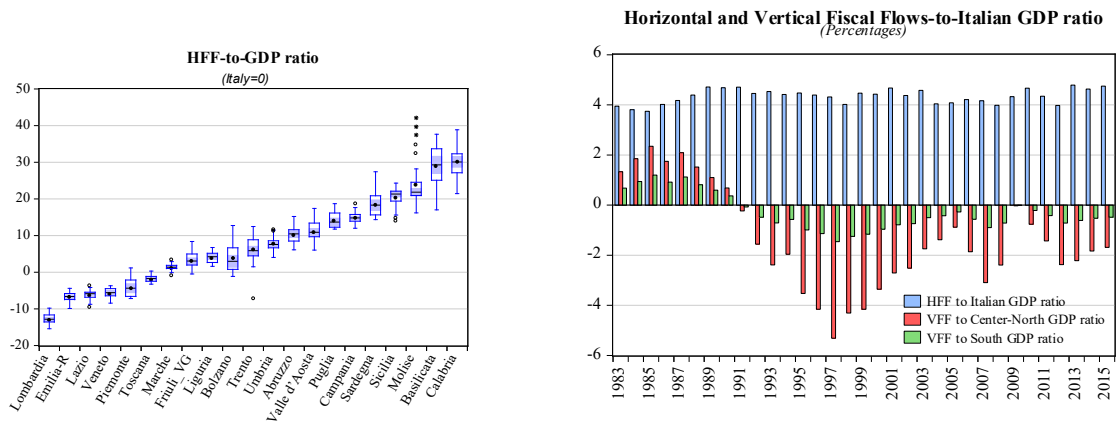 HFF-to-GDP ratio
(Italy=0)
50
40
30
20
10
0
-10
-20
Lombardia
Emilia-R
Lazio
Veneto
Piemonte
Toscana
Marche
Friuli_VG
Liguria
Bolzano
Trento
Umbria
Abruzzo
Valle d'Aosta
Puglia
Campania
Sardegna
Sicilia
Molise
Basilicata
Calabria
Horizontal and Vertical Fiscal Flows-to-Italian GDP ratio
(Percentages)
6
4
2
0
-2
-4
-6
HFF to Italian GDP ratio
VFF to Center-North GDP ratio
VFF to South GDP ratio
1983
1985
1987
1989
1991
1993
1995
1997
1999
2001
2003
2005
2007
2009
2011
2013
2015